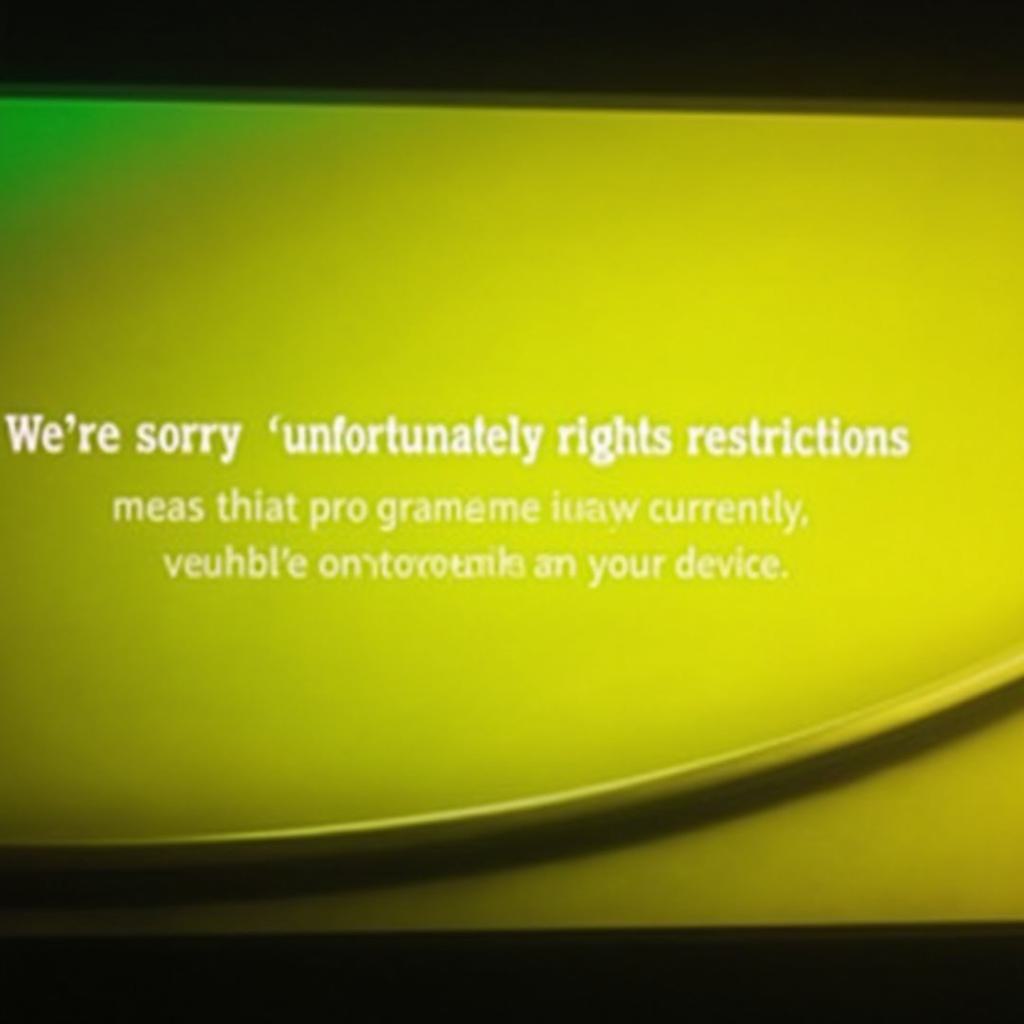 We’re sorry ‘unfortunately rights restrictions
meas thiat pro grameme currently,
an your device.